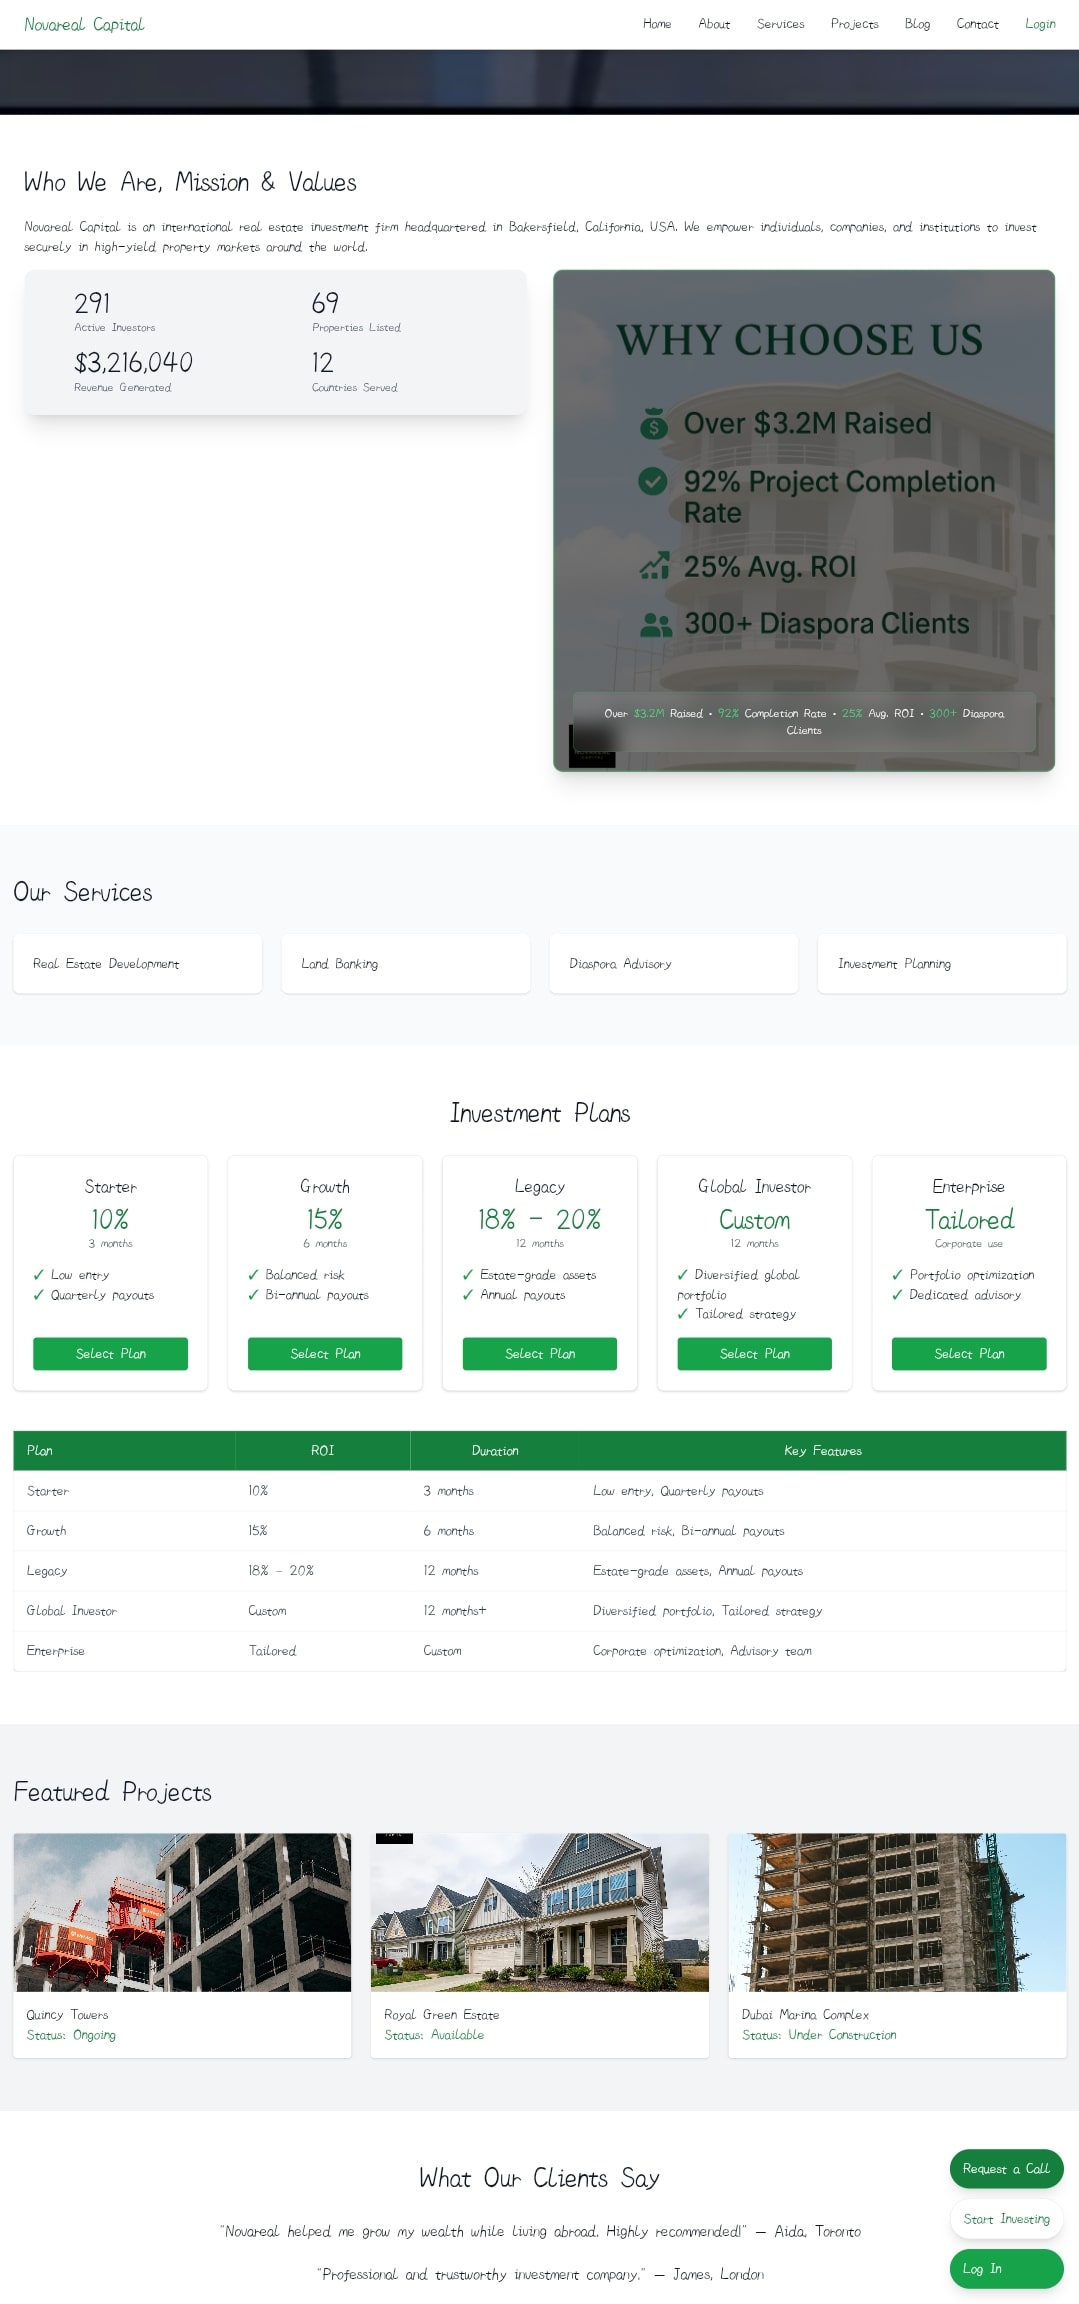 Novareal Capital
Home About Services Projects Blog Contact Login
Who We Are, Mission & Values
Novareal Capital is an international real estate investment firm headquartered in Bakersfield, California, USA. We empower individuals, companies, and institutions to invest
securely in high-yield property markets around the world.
291
Active Investors
69
Properties Listed
$3,216,040
Revenue Generated
12
Countries Served
WHY CHOOSE US
Over $3.2M Raised
92% Project Completion
Rate
25% Avg. ROI
300+ Diaspora Clients
Over $3.2M Raised • 92% Completion Rate • 25% Avg. ROI • 300+ Diaspora
Clients
Our Services
Real Estate Development
Land Banking
Diaspora Advisory
Investment Planning
Investment Plans
Starter
10%
3 months
✓ Low entry
✓ Quarterly payouts
Select Plan
Growth
15%
6 months
✓ Balanced risk
✓ Bi-annual payouts
Select Plan
Legacy
18% – 20%
12 months
✓ Estate-grade assets
✓ Annual payouts
Select Plan
Global Investor
Custom
12 months
✓ Diversified global
portfolio
✓ Tailored strategy
Select Plan
Enterprise
Tailored
Corporate use
✓ Portfolio optimization
✓ Dedicated advisory
Select Plan
Plan ROI Duration Key Features
Starter 10% 3 months Low entry, Quarterly payouts
Growth 15% 6 months Balanced risk, Bi-annual payouts
Legacy 18% – 20% 12 months Estate-grade assets, Annual payouts
Global Investor Custom 12 months+ Diversified portfolio, Tailored strategy
Enterprise Tailored Custom Corporate optimization, Advisory team
Featured Projects
Quincy Towers
Status: Ongoing
Royal Green Estate
Status: Available
Dubai Marina Complex
Status: Under Construction
What Our Clients Say
"Novareal helped me grow my wealth while living abroad. Highly recommended!" — Aida, Toronto
"Professional and trustworthy investment company." — James, London
Request a Call
Start Investing
Log In